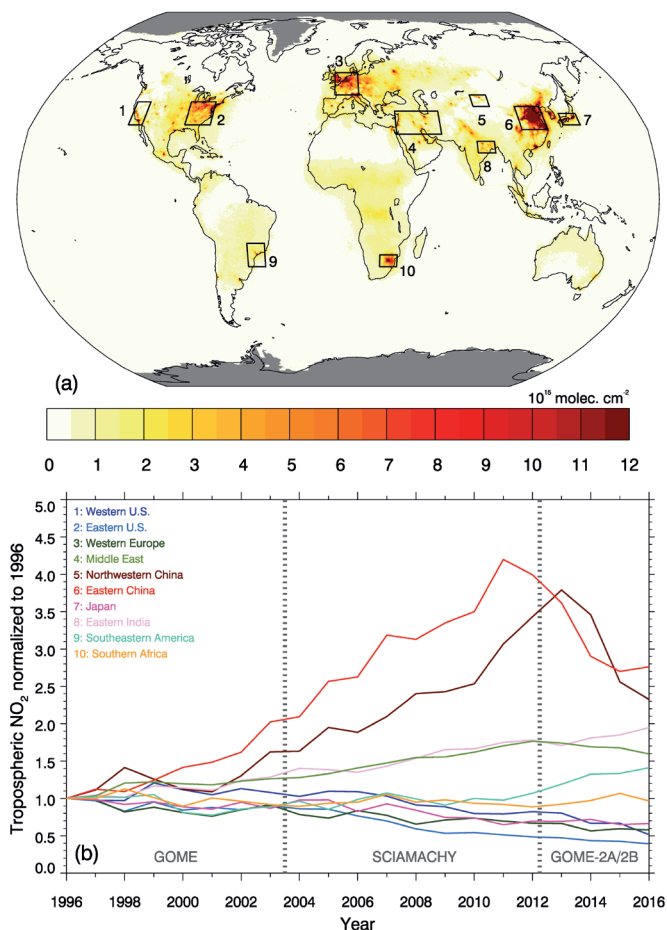 3
1
2
5
6
7
4
8
9
10
(a)
10¹⁵ molec. cm⁻²
0 1 2 3 4 5 6 7 8 9 10 11 12
Tropospheric NO₂ normalized to 1996
5.0
4.5
4.0
3.5
3.0
2.5
2.0
1.5
1.0
0.5
0.0
1: Western U.S.
2: Eastern U.S.
3: Western Europe
4: Middle East
5: Northwestern China
6: Eastern China
7: Japan
8: Eastern India
9: Southeastern America
10: Southern Africa
(b) GOME SCIAMACHY GOME-2A/2B
1996 1998 2000 2002 2004 2006 2008 2010 2012 2014 2016
Year